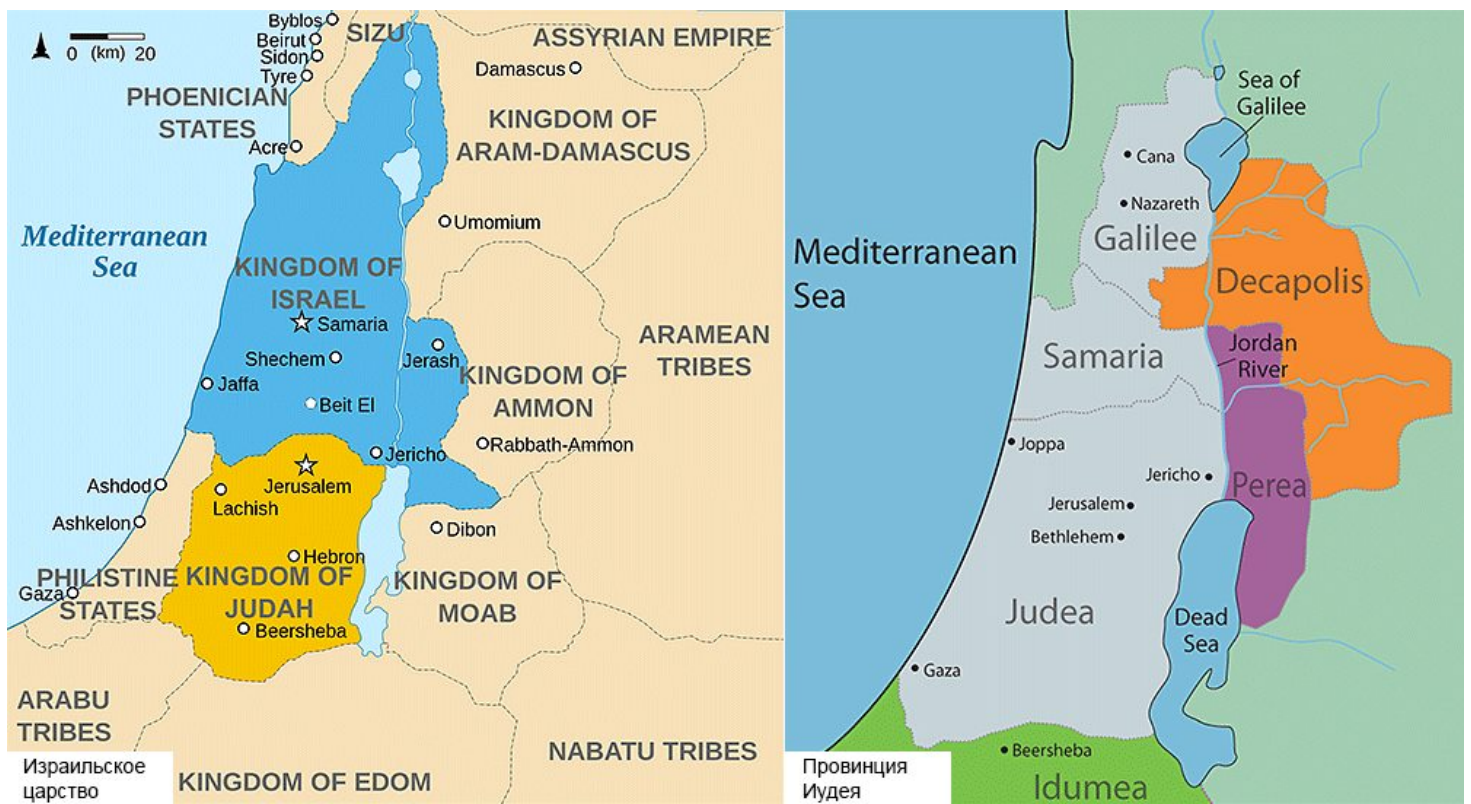 Byblos
Beirut
Sidon
Tyre
0 (km) 20
SIZU
ASSYRIAN EMPIRE
Damascus
PHOENICIAN
STATES
KINGDOM OF
ARAM-DAMASCUS
Acre
Mediterranean
Sea
Umomium
KINGDOM OF
ISRAEL
Samaria
Shechem
Jerash
ARAMEAN
TRIBES
KINGDOM OF
AMMON
Jaffa
Beit El
Rabbath-Ammon
Jericho
Jerusalem
Ashdod
Lachish
Ashkelon
Dibon
Hebron
PHILISTINE
STATES
Gaza
KINGDOM OF
JUDAH
KINGDOM OF
MOAB
Beersheba
ARABU
TRIBES
NABATU TRIBES
KINGDOM OF EDOM
Израильское
царство
Sea of
Galilee
Cana
Nazareth
Galilee
Mediterranean
Sea
Decapolis
Samaria
Jordan
River
Joppa
Jericho
Perea
Jerusalem
Bethlehem
Judea
Dead
Sea
Gaza
Beersheba
Idumea
Провинция
Иудея